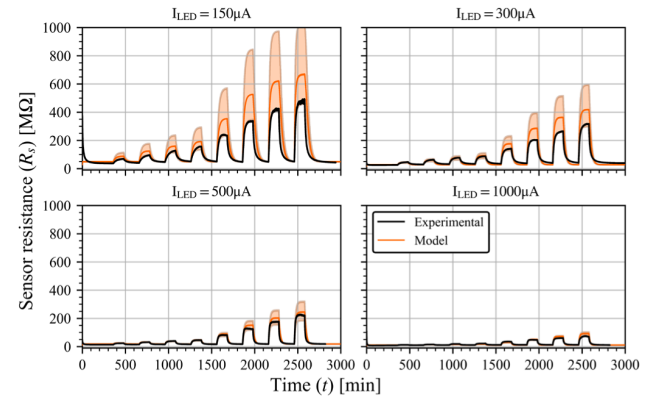 I_LED = 150μA
I_LED = 300μA
1000
800
600
400
200
0
I_LED = 500μA
I_LED = 1000μA
1000
800
600
400
200
0
Experimental
Model
0 500 1000 1500 2000 2500 3000
0 500 1000 1500 2000 2500 3000
Sensor resistance (R_s) [MΩ]
Time (t) [min]